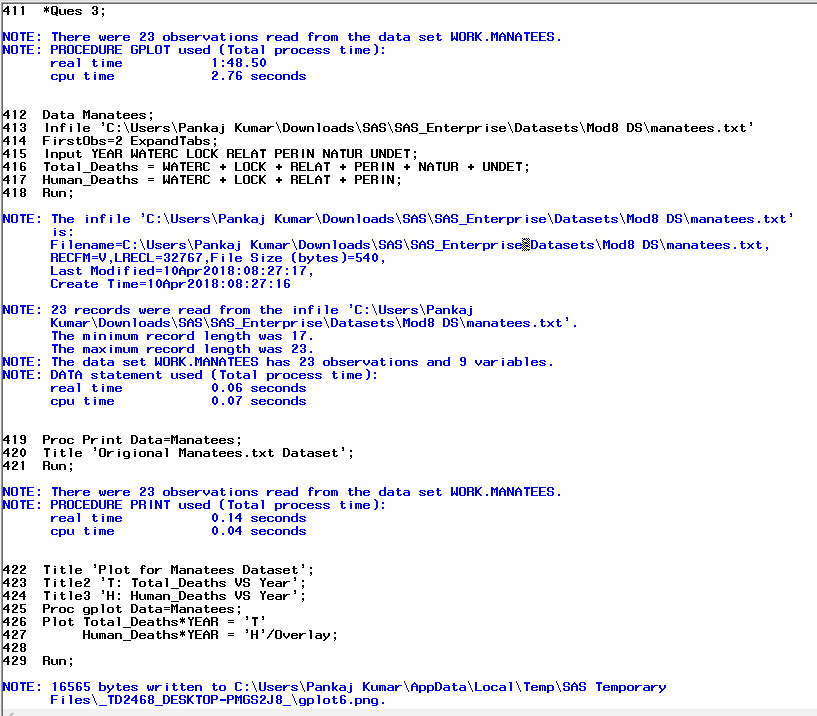 411  *Ques 3;
NOTE: There were 23 observations read from the data set WORK.MANATEES.
NOTE: PROCEDURE GPLOT used (Total process time):
      real time           1:48.50
      cpu time            2.76 seconds
412  Data Manatees;
413  Infile 'C:\Users\Pankaj Kumar\Downloads\SAS\SAS_Enterprise\Datasets\Mod8 DS\manatees.txt'
414  FirstObs=2 ExpandTabs;
415  Input YEAR WATERC LOCK RELAT PERIN NATUR UNDET;
416  Total_Deaths = WATERC + LOCK + RELAT + PERIN + NATUR + UNDET;
417  Human_Deaths = WATERC + LOCK + RELAT + PERIN;
418  Run;
NOTE: The infile 'C:\Users\Pankaj Kumar\Downloads\SAS\SAS_Enterprise\Datasets\Mod8 DS\manatees.txt'
      is:
      Filename=C:\Users\Pankaj Kumar\Downloads\SAS\SAS_Enterprise\Datasets\Mod8 DS\manatees.txt,
      RECFM=V,LRECL=32767,File Size (bytes)=540,
      Last Modified=10Apr2018:08:27:17,
      Create Time=10Apr2018:08:27:16
NOTE: 23 records were read from the infile 'C:\Users\Pankaj
      Kumar\Downloads\SAS\SAS_Enterprise\Datasets\Mod8 DS\manatees.txt'.
      The minimum record length was 17.
      The maximum record length was 23.
NOTE: The data set WORK.MANATEES has 23 observations and 9 variables.
NOTE: DATA statement used (Total process time):
      real time           0.06 seconds
      cpu time            0.07 seconds
419  Proc Print Data=Manatees;
420  Title 'Origional Manatees.txt Dataset';
421  Run;
NOTE: There were 23 observations read from the data set WORK.MANATEES.
NOTE: PROCEDURE PRINT used (Total process time):
      real time           0.14 seconds
      cpu time            0.04 seconds
422  Title 'Plot for Manatees Dataset';
423  Title2 'T: Total_Deaths VS Year';
424  Title3 'H: Human_Deaths VS Year';
425  Proc gplot Data=Manatees;
426  Plot Total_Deaths*YEAR = 'T'
427       Human_Deaths*YEAR = 'H'/Overlay;
428
429  Run;
NOTE: 16565 bytes written to C:\Users\Pankaj Kumar\AppData\Local\Temp\SAS Temporary
      Files\_TD2468_DESKTOP-PMGS2J8_\gplot6.png.